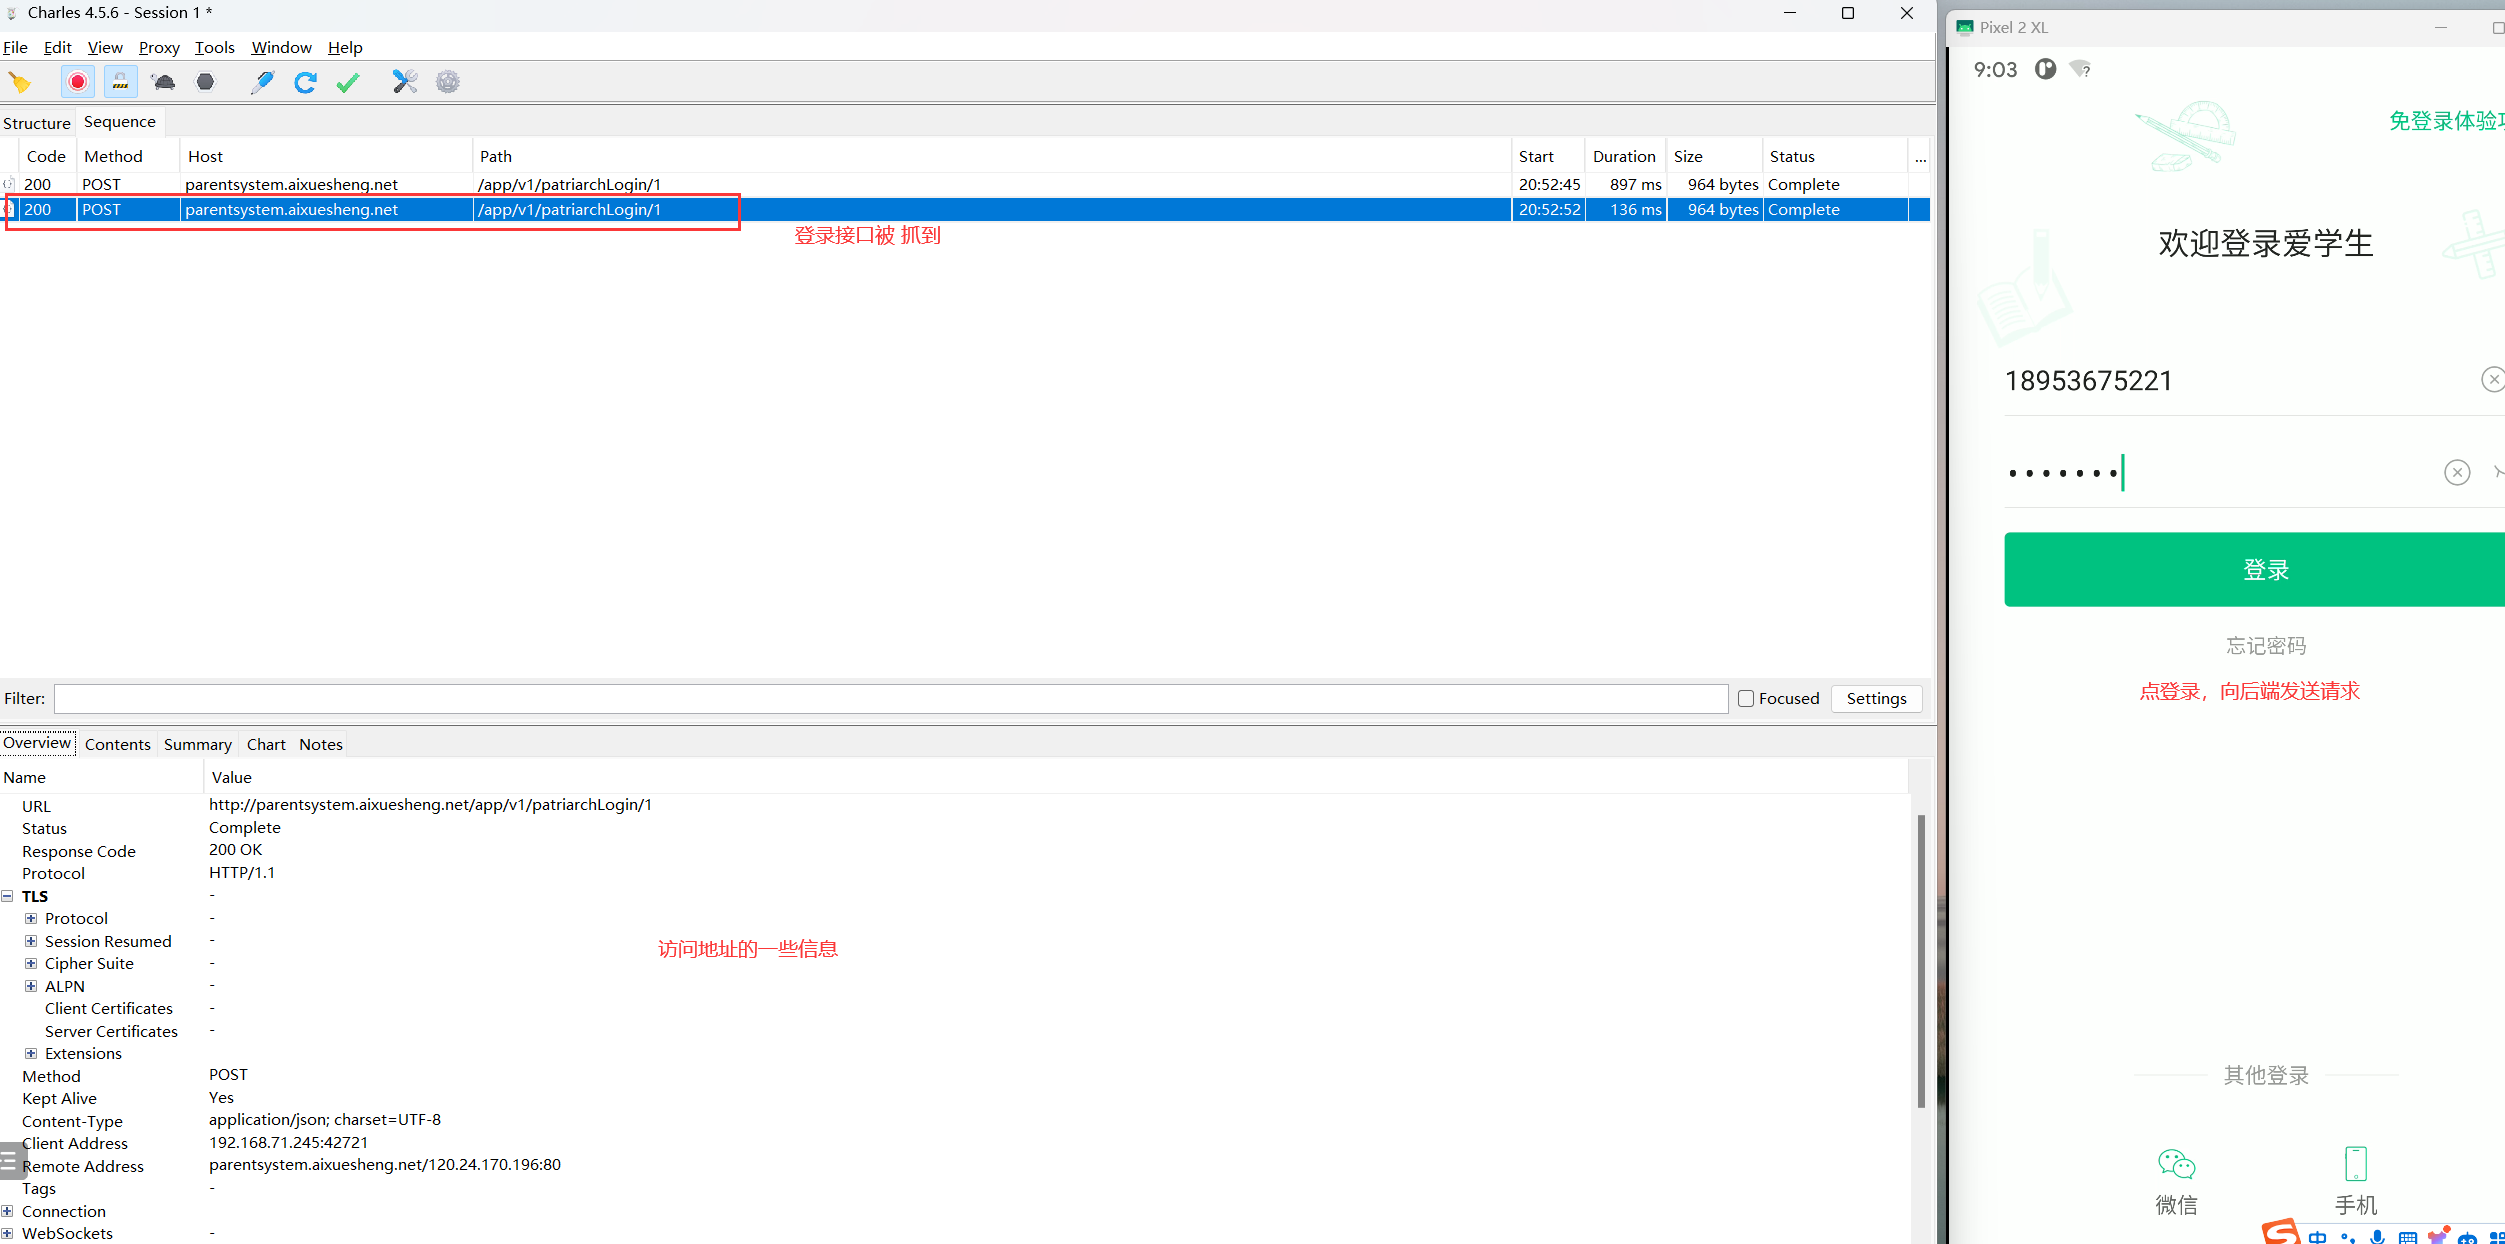 Charles 4.5.6 - Session 1 *
File Edit View Proxy Tools Window Help
Structure Sequence
Code Method Host Path Start Duration Size Status ...
200 POST parentsystem.aixuesheng.net /app/v1/patriarchLogin/1 20:52:45 897 ms 964 bytes Complete
200 POST parentsystem.aixuesheng.net /app/v1/patriarchLogin/1 20:52:52 136 ms 964 bytes Complete
登录接口被 抓到
Filter: Focused Settings
Overview Contents Summary Chart Notes
Name Value
URL http://parentsystem.aixuesheng.net/app/v1/patriarchLogin/1
Status Complete
Response Code 200 OK
Protocol HTTP/1.1
TLS -
Protocol -
Session Resumed -
Cipher Suite -
ALPN -
Client Certificates -
Server Certificates -
Extensions
访问地址的一些信息
Method POST
Kept Alive Yes
Content-Type application/json; charset=UTF-8
Client Address 192.168.71.245:42721
Remote Address parentsystem.aixuesheng.net/120.24.170.196:80
Tags -
Connection
WebSockets -
Pixel 2 XL
9:03
免登录体验
欢迎登录爱学生
18953675221
•••••••
登录
忘记密码
点登录，向后端发送请求
其他登录
微信 手机
中